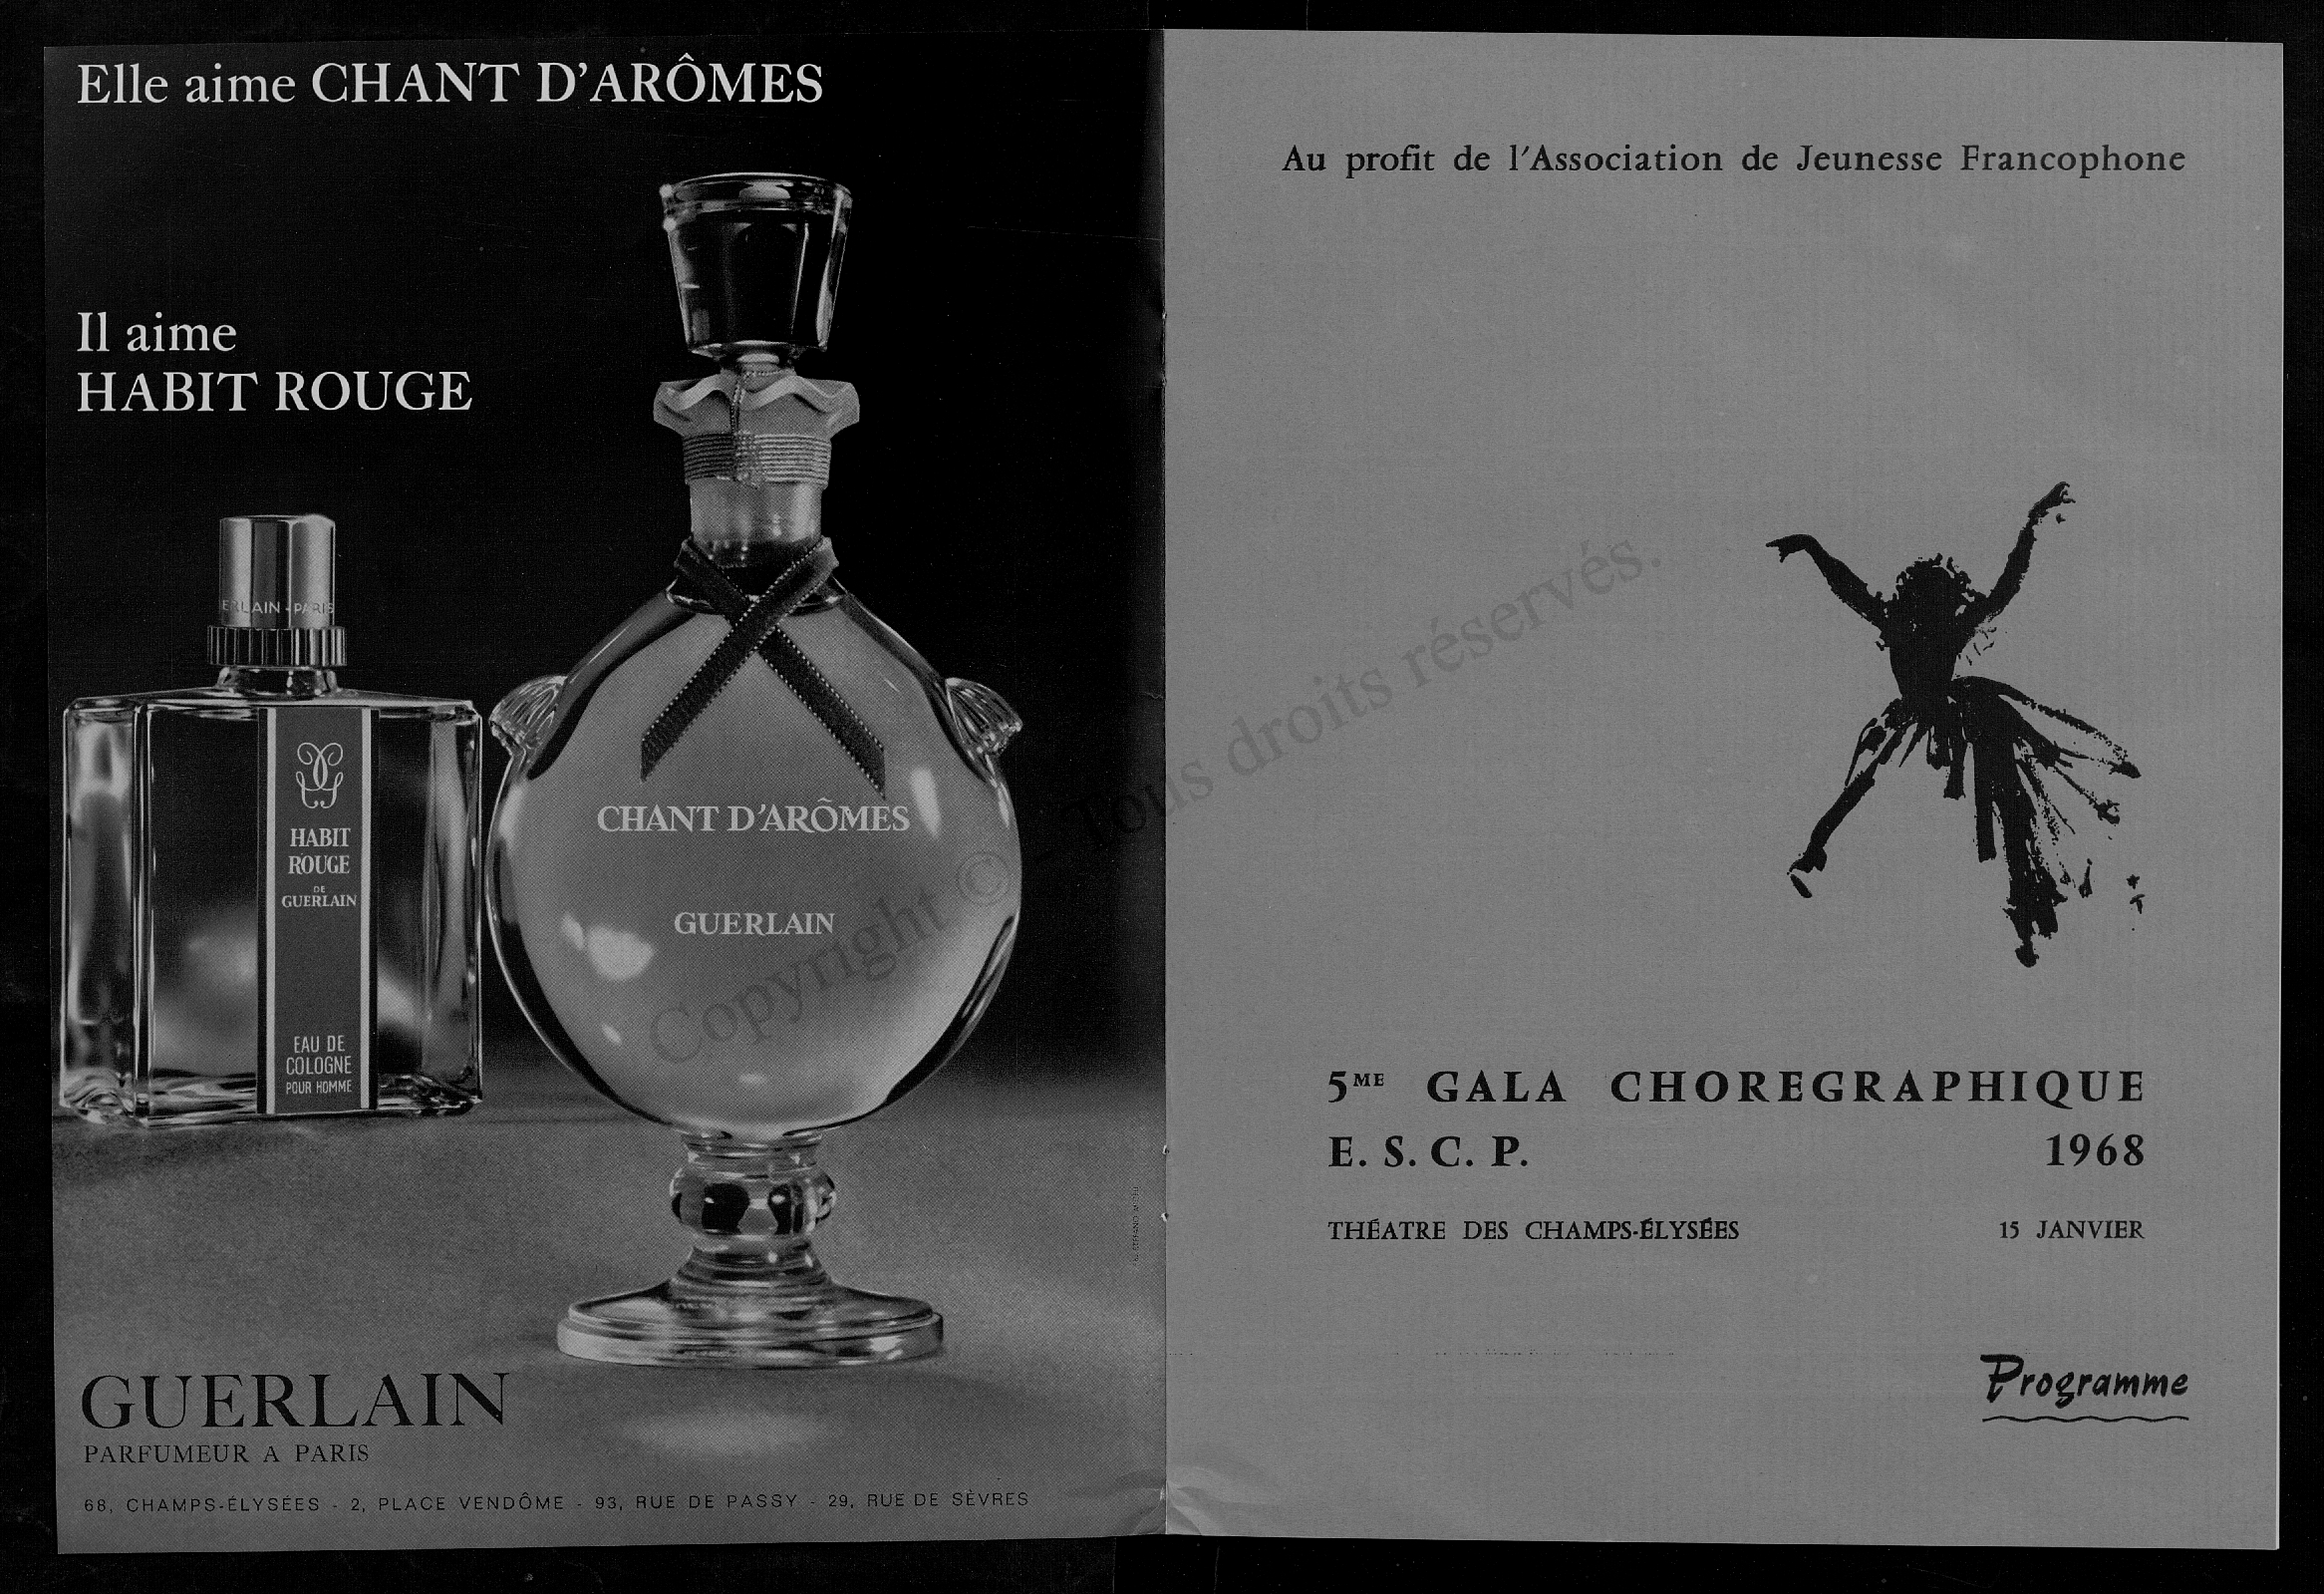 Elle aime CHANT D'ARÔMES
Il aime
HABIT ROUGE
ERLAIN - PARIS
HABIT
ROUGE
DE
GUERLAIN
EAU DE
COLOGNE
POUR HOMME
CHANT D'ARÔMES
GUERLAIN
GUERLAIN
PARFUMEUR A PARIS
68, CHAMPS-ÉLYSÉES - 2, PLACE VENDÔME - 93, RUE DE PASSY - 29, RUE DE SÈVRES
Au profit de l'Association de Jeunesse Francophone
5ME GALA CHOREGRAPHIQUE
E. S. C. P. 1968
THÉATRE DES CHAMPS-ÉLYSÉES 15 JANVIER
Programme
Copyright © Tous droits réservés.